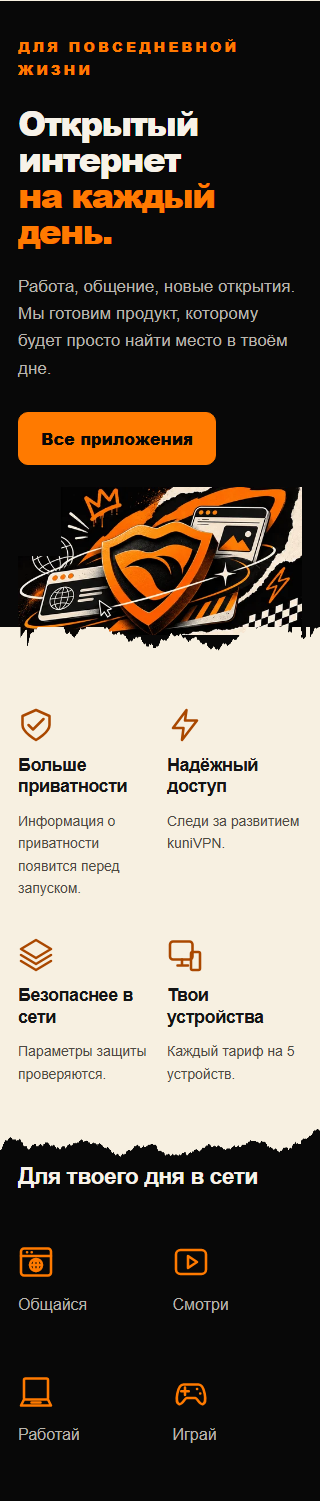 ДЛЯ ПОВСЕДНЕВНОЙ
ЖИЗНИ
Открытый
интернет
на каждый
день.
Работа, общение, новые открытия.
Мы готовим продукт, которому
будет просто найти место в твоём
дне.
Все приложения
Больше
приватности
Информация о
приватности
появится перед
запуском.
Надёжный
доступ
Следи за развитием
kuniVPN.
Безопаснее в
сети
Параметры защиты
проверяются.
Твои
устройства
Каждый тариф на 5
устройств.
Для твоего дня в сети
Общайся
Смотри
Работай
Играй